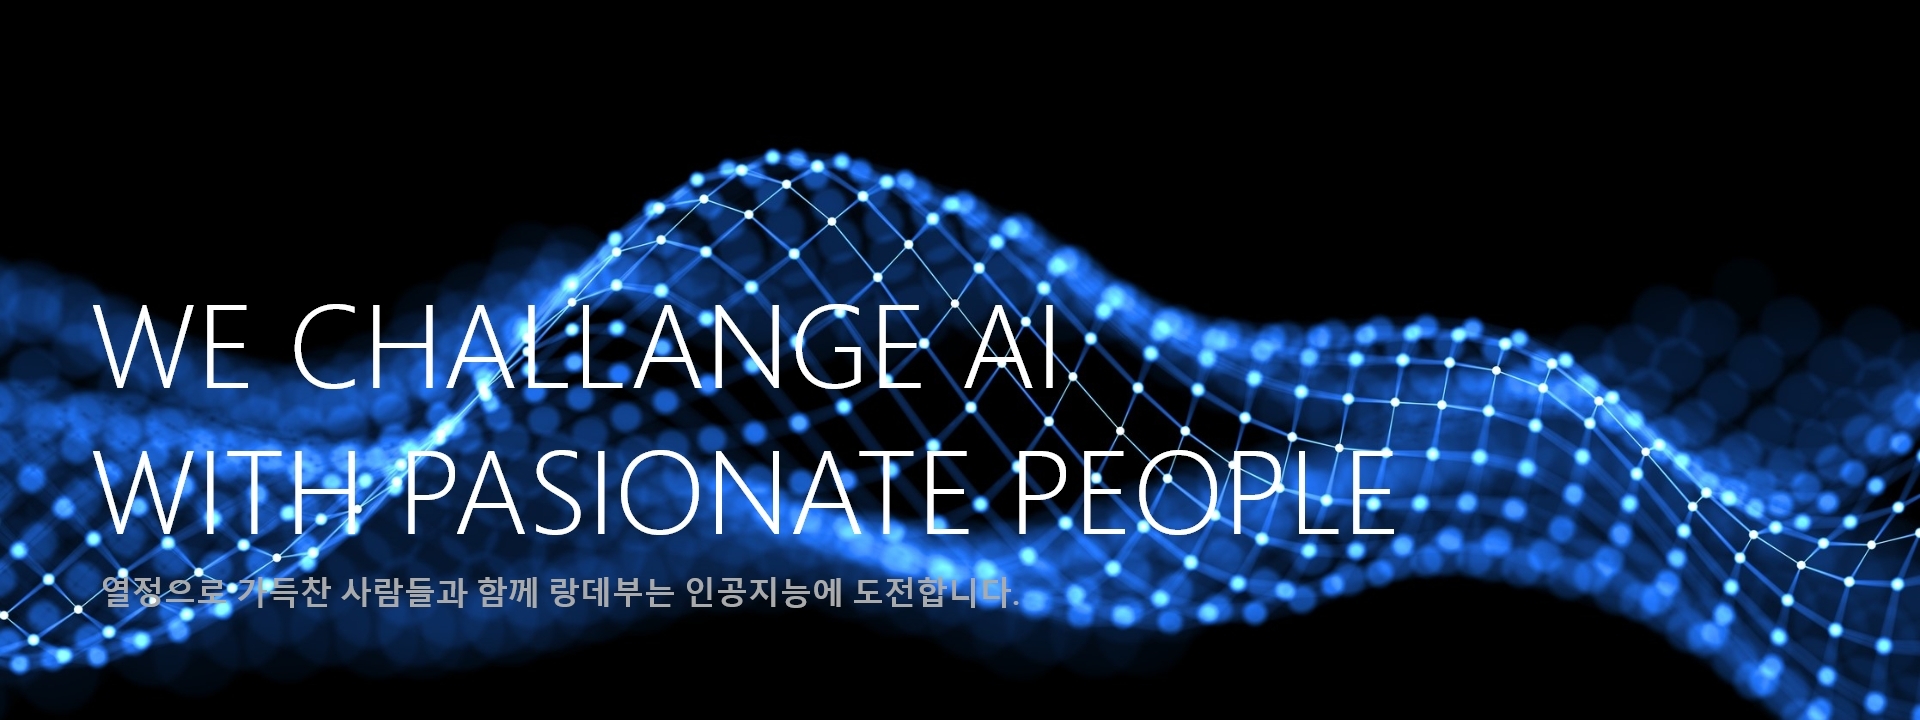 WE CHALLANGE AI
WITH PASIONATE PEOPLE
열정으로 가득찬 사람들과 함께 랑데부는 인공지능에 도전합니다.